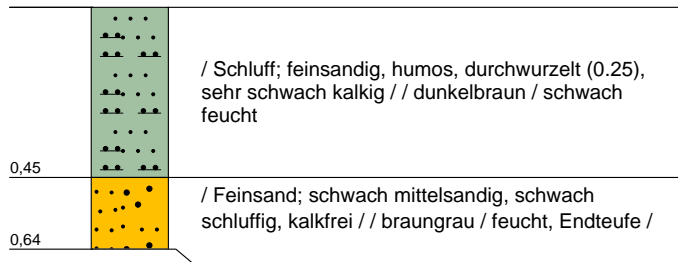 / Schluff; feinsandig, humos, durchwurzelt (0.25),
sehr schwach kalkig / / dunkelbraun / schwach
feucht
0,45
/ Feinsand; schwach mittelsandig, schwach
schluffig, kalkfrei / / braungrau / feucht, Endteufe /
0,64